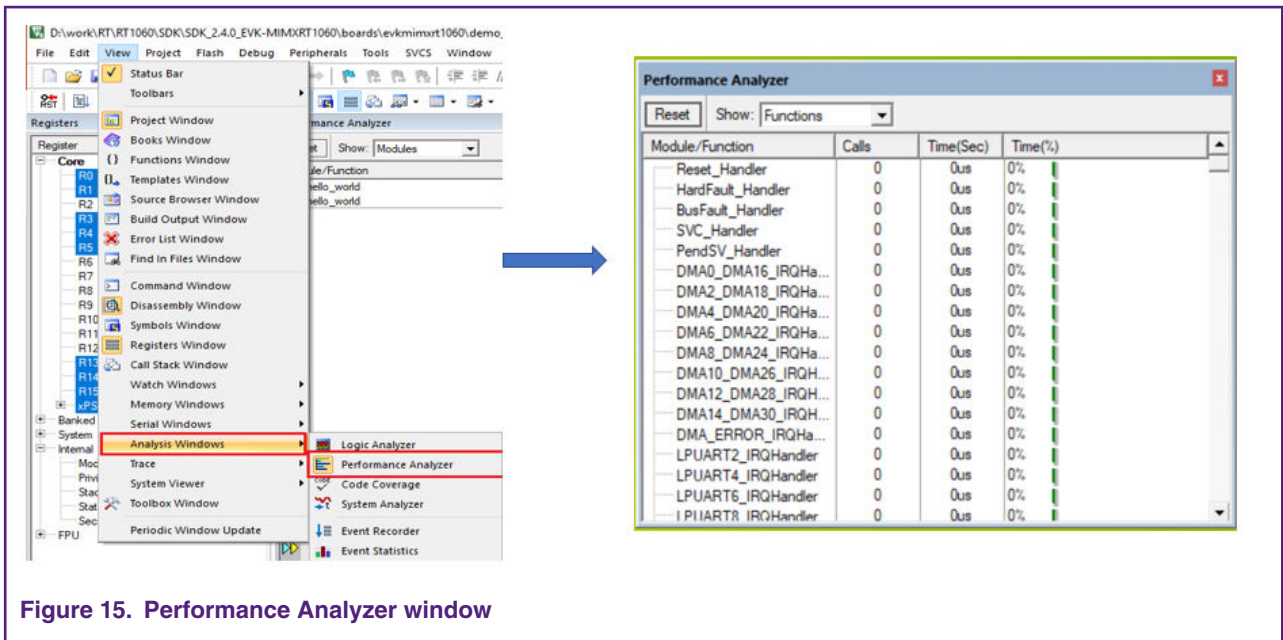 D:\work\RT\RT1060\SDK\SDK_2.4.0_EVK-MIMXRT1060\boards\evkmimxrt1060\demo_
File Edit View Project Flash Debug Peripherals Tools SVCS Window
Status Bar
Toolbars
RST
Registers
Register
Core
R0
R1
R2
R3
R4
R5
R6
R7
R8
R9
R10
R11
R12
R13
R14
R15
xPS
Banked
System
Internal
Mod
Privi
Stac
Stat
Sec
FPU
Project Window
Books Window
Functions Window
Templates Window
Source Browser Window
Build Output Window
Error List Window
Find In Files Window
Command Window
Disassembly Window
Symbols Window
Registers Window
Call Stack Window
Watch Windows
Memory Windows
Serial Windows
Analysis Windows
Trace
System Viewer
Toolbox Window
Periodic Window Update
mance Analyzer
et Show: Modules
ule/Function
hello_world
hello_world
Logic Analyzer
Performance Analyzer
Code Coverage
System Analyzer
Event Recorder
Event Statistics
Performance Analyzer
Reset Show: Functions
Module/Function Calls Time(Sec) Time(%)
Reset_Handler 0 0us 0%
HardFault_Handler 0 0us 0%
BusFault_Handler 0 0us 0%
SVC_Handler 0 0us 0%
PendSV_Handler 0 0us 0%
DMA0_DMA16_IRQHa... 0 0us 0%
DMA2_DMA18_IRQHa... 0 0us 0%
DMA4_DMA20_IRQHa... 0 0us 0%
DMA6_DMA22_IRQHa... 0 0us 0%
DMA8_DMA24_IRQHa... 0 0us 0%
DMA10_DMA26_IRQH... 0 0us 0%
DMA12_DMA28_IRQH... 0 0us 0%
DMA14_DMA30_IRQH... 0 0us 0%
DMA_ERROR_IRQHa... 0 0us 0%
LPUART2_IRQHandler 0 0us 0%
LPUART4_IRQHandler 0 0us 0%
LPUART6_IRQHandler 0 0us 0%
LPUART8_IRQHandler 0 0us 0%
Figure 15. Performance Analyzer window